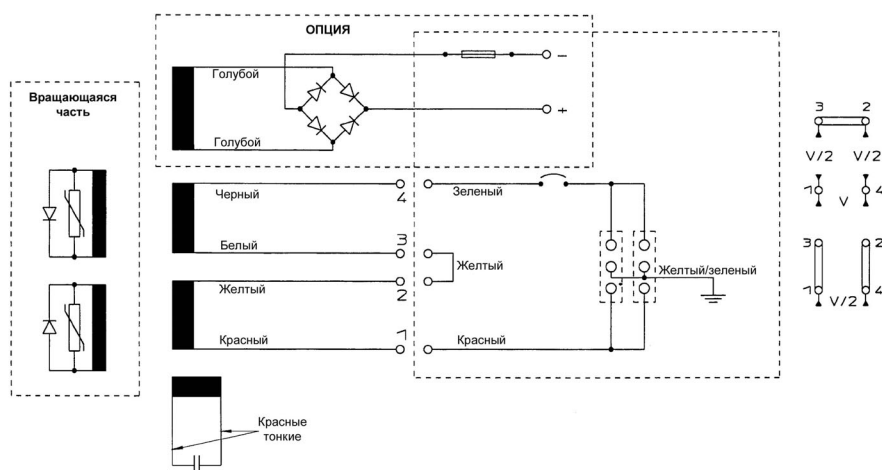 ОПЦИЯ
Голубой
Голубой
Вращающаяся
часть
Черный
4
Зеленый
Белый
3
Желтый
Желтый
2
Желтый/зеленый
Красный
1
Красный
Красные
тонкие
3 2
V/2 V/2
1 V 4
3 2
1 4
V/2